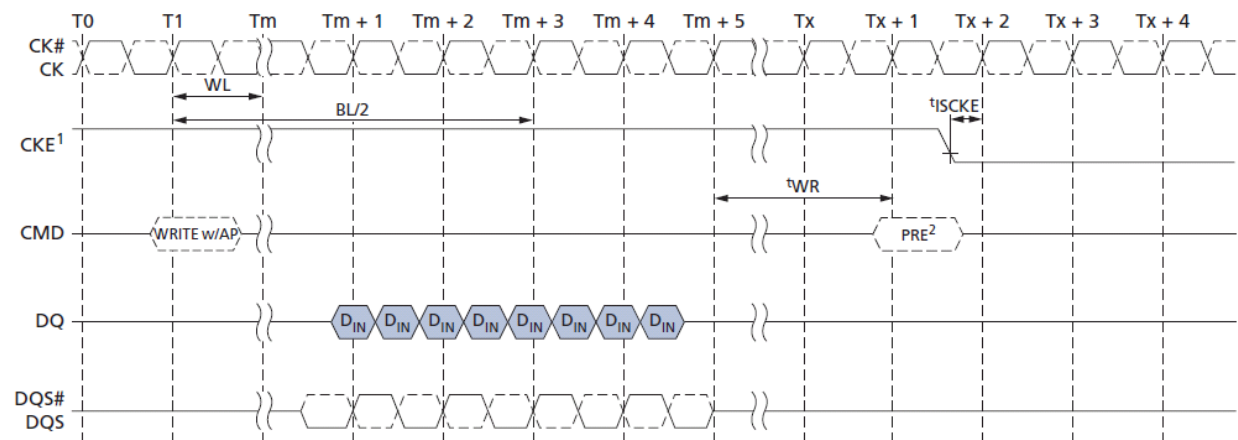 T0 T1 Tm Tm + 1 Tm + 2 Tm + 3 Tm + 4 Tm + 5 Tx Tx + 1 Tx + 2 Tx + 3 Tx + 4
CK#
CK
WL
BL/2
tISCKE
CKE1
tWR
CMD WRITE w/AP PRE2
DQ DIN DIN DIN DIN DIN DIN DIN DIN
DQS#
DQS